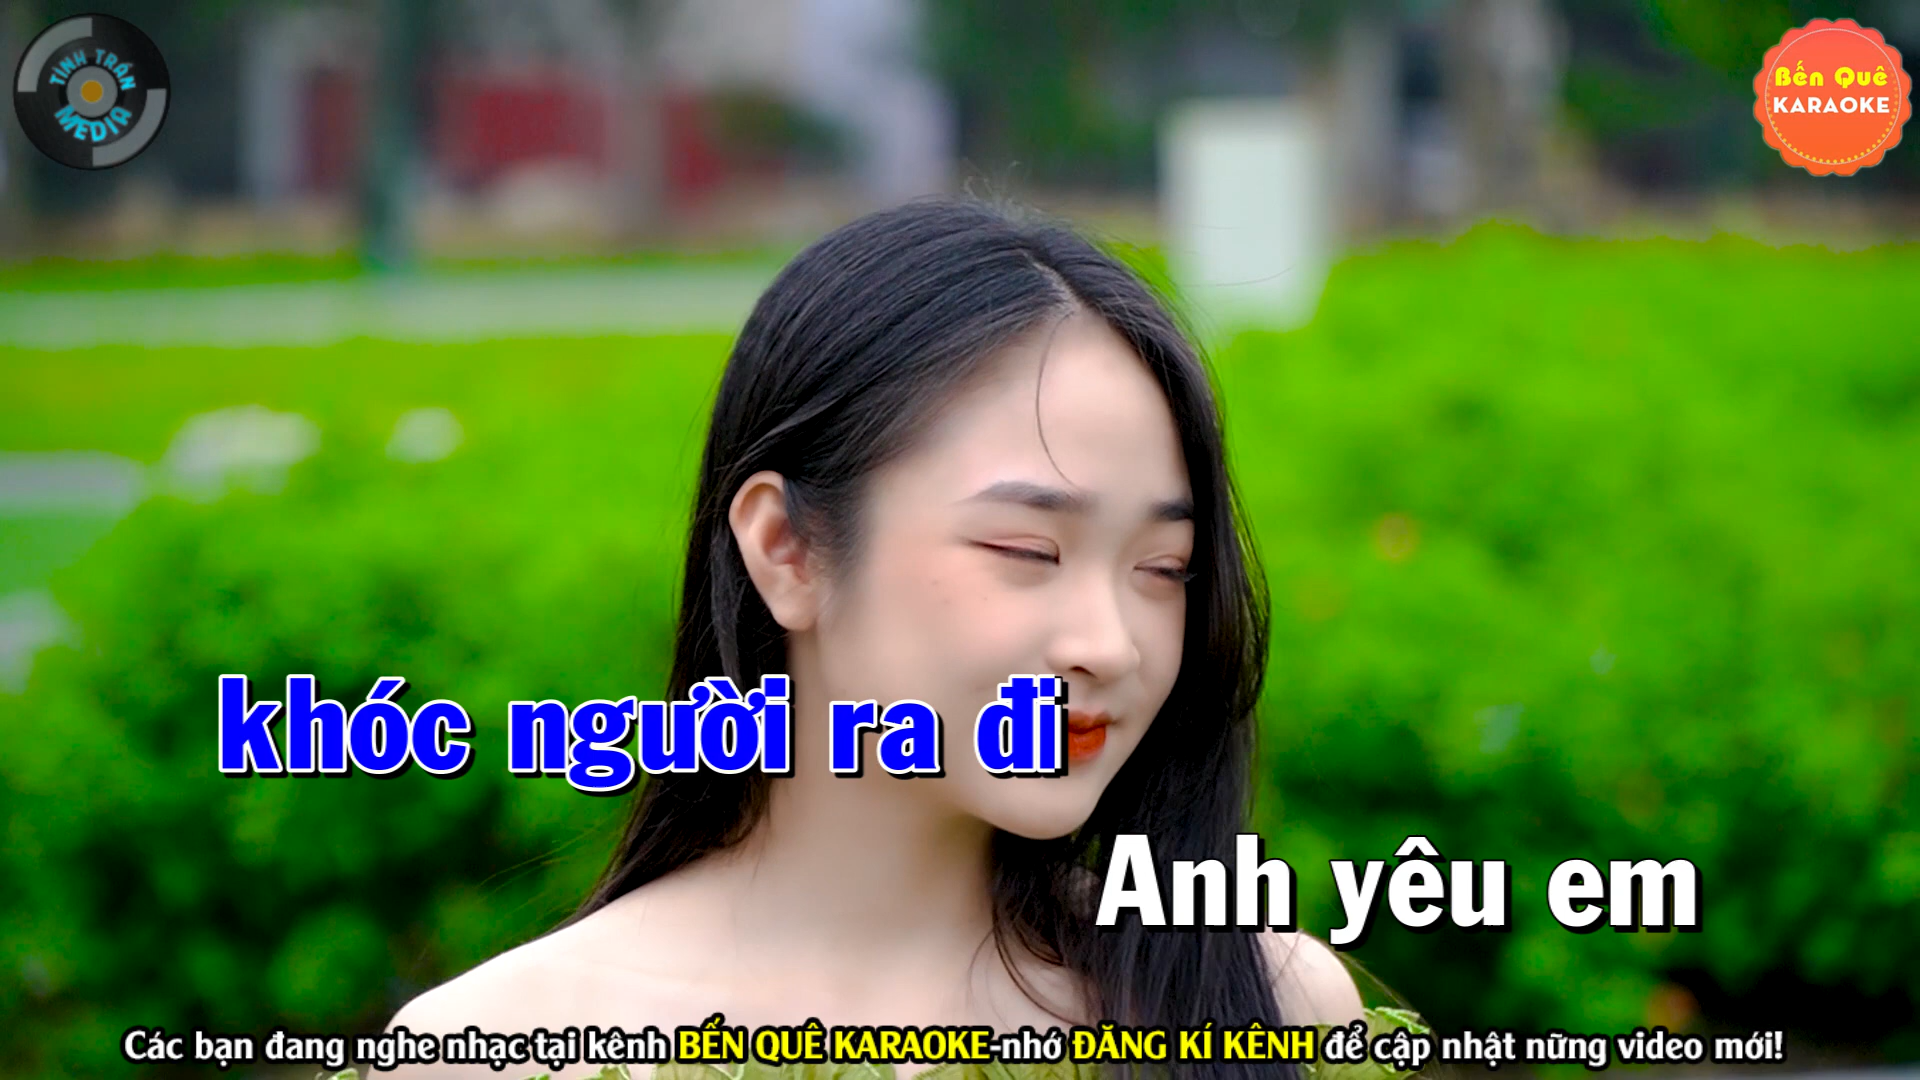 TÌNH TRẦN
MEDIA
Bến Quê
KARAOKE
khóc người ra đi
Anh yêu em
Các bạn đang nghe nhạc tại kênh BẾN QUÊ KARAOKE-nhớ ĐĂNG KÍ KÊNH để cập nhật nững video mới!